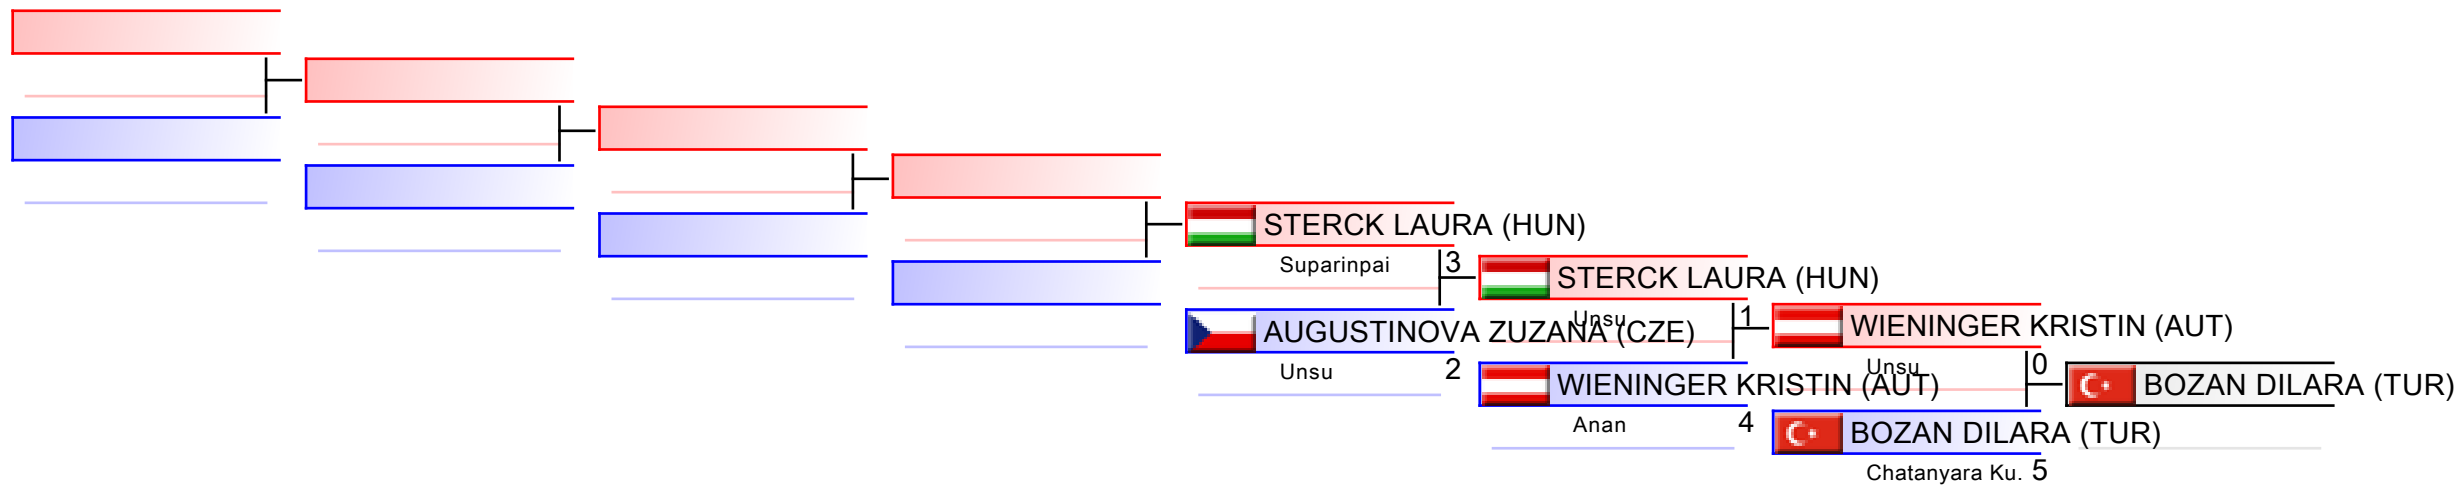 STERCK LAURA (HUN)
Suparinpai 3
AUGUSTINOVA ZUZANA (CZE)
Unsu 2
STERCK LAURA (HUN)
Unsu 1
WIENINGER KRISTIN (AUT)
Anan 4
WIENINGER KRISTIN (AUT)
Unsu 0
BOZAN DILARA (TUR)
Chatanyara Ku. 5
BOZAN DILARA (TUR)